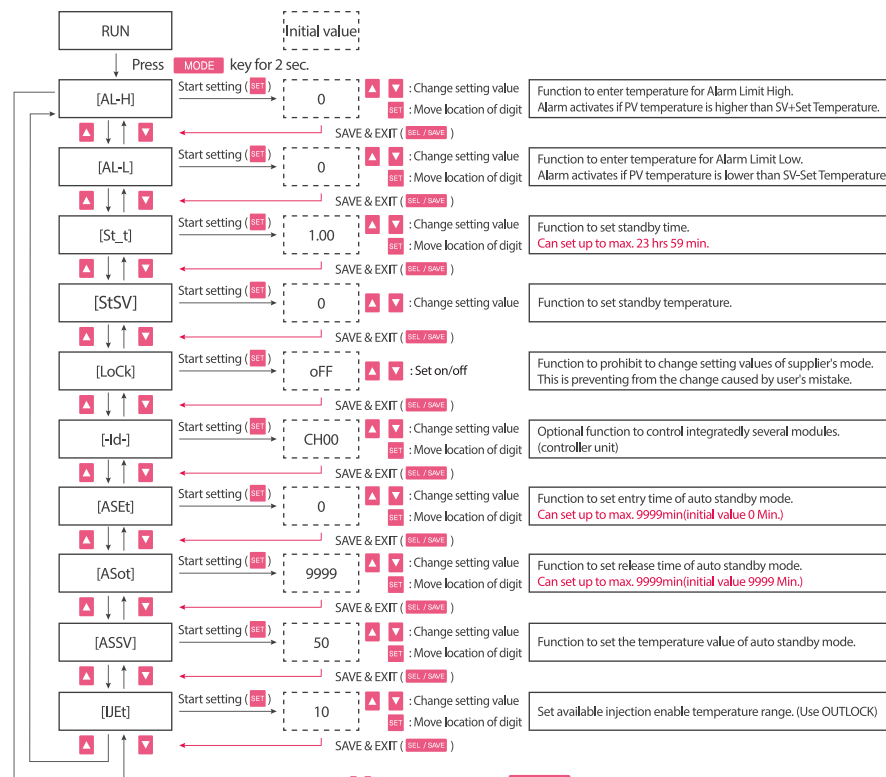 RUN
Initial value
Press MODE key for 2 sec.
[AL-H]
Start setting ( SET )
0
▲ ▼ : Change setting value
SET : Move location of digit
Function to enter temperature for Alarm Limit High.
Alarm activates if PV temperature is higher than SV+Set Temperature.
▲ ▼
SAVE & EXIT ( SEL / SAVE )
[AL-L]
Start setting ( SET )
0
▲ ▼ : Change setting value
SET : Move location of digit
Function to enter temperature for Alarm Limit Low.
Alarm activates if PV temperature is lower than SV-Set Temperature
▲ ▼
SAVE & EXIT ( SEL / SAVE )
[St_t]
Start setting ( SET )
1.00
▲ ▼ : Change setting value
SET : Move location of digit
Function to set standby time.
Can set up to max. 23 hrs 59 min.
▲ ▼
SAVE & EXIT ( SEL / SAVE )
[StSV]
Start setting ( SET )
0
▲ ▼ : Change setting value
Function to set standby temperature.
▲ ▼
SAVE & EXIT ( SEL / SAVE )
[LoCk]
Start setting ( SET )
oFF
▲ ▼ : Set on/off
Function to prohibit to change setting values of supplier's mode.
This is preventing from the change caused by user's mistake.
▲ ▼
SAVE & EXIT ( SEL / SAVE )
[-Id-]
Start setting ( SET )
CH00
▲ ▼ : Change setting value
SET : Move location of digit
Optional function to control integratedly several modules.
(controller unit)
▲ ▼
SAVE & EXIT ( SEL / SAVE )
[ASEt]
Start setting ( SET )
0
▲ ▼ : Change setting value
SET : Move location of digit
Function to set entry time of auto standby mode.
Can set up to max. 9999min(initial value 0 Min.)
▲ ▼
SAVE & EXIT ( SEL / SAVE )
[ASot]
Start setting ( SET )
9999
▲ ▼ : Change setting value
SET : Move location of digit
Function to set release time of auto standby mode.
Can set up to max. 9999min(initial value 9999 Min.)
▲ ▼
SAVE & EXIT ( SEL / SAVE )
[ASSV]
Start setting ( SET )
50
▲ ▼ : Change setting value
SET : Move location of digit
Function to set the temperature value of auto standby mode.
▲ ▼
SAVE & EXIT ( SEL / SAVE )
[IJEt]
Start setting ( SET )
10
▲ ▼ : Change setting value
SET : Move location of digit
Set available injection enable temperature range. (Use OUTLOCK)
▲ ▼
SAVE & EXIT ( SEL / SAVE )